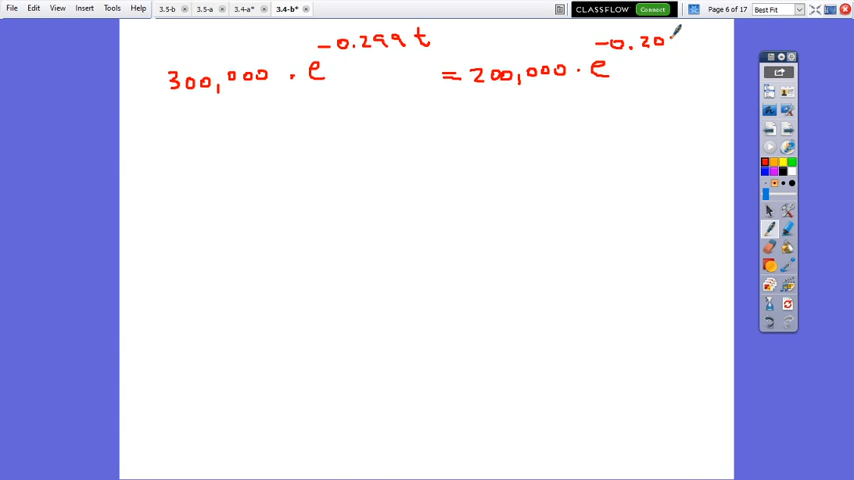 File Edit View Insert Tools Help 3.5-b 3.5-a 3.4-a* 3.4-b* CLASSFLOW Connect Page 6 of 17 Best Fit
-0.299t -0.20
300,000 · e = 200,000 · e